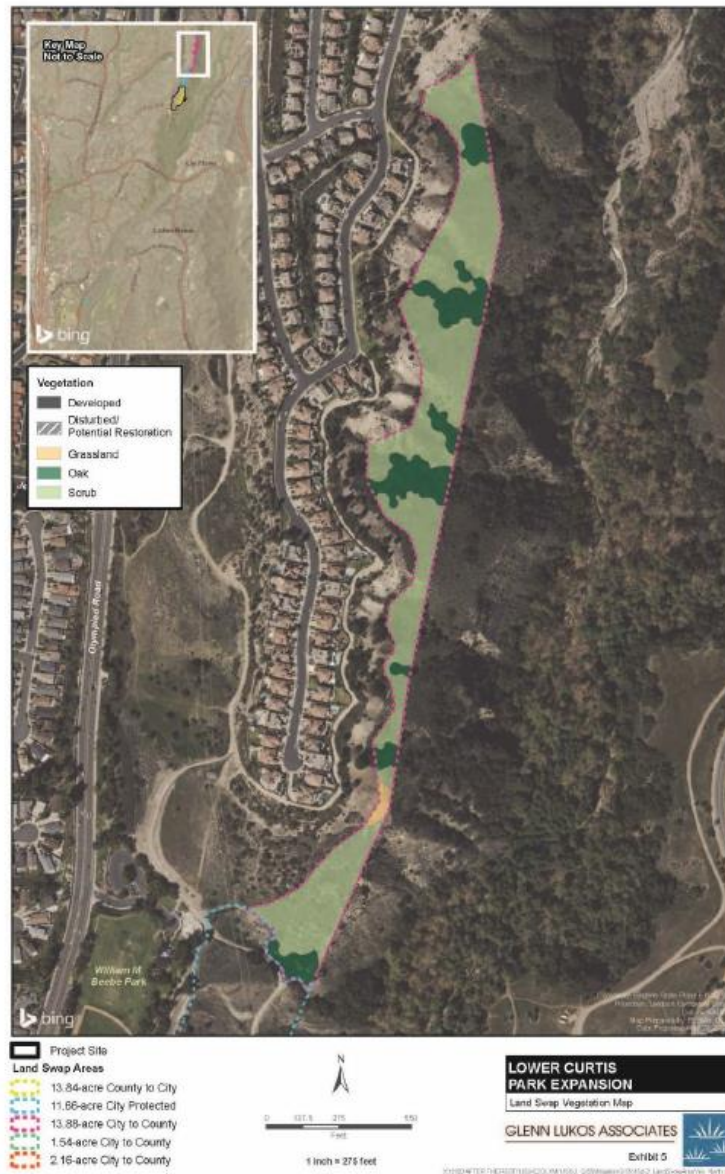 Key Map
Not to Scale
bing
Vegetation
Developed
Disturbed/
Potential Restoration
Grassland
Oak
Scrub
Olympiad Road
William M
Beebe Park
bing
Project Site
Land Swap Areas
13.84-acre County to City
11.66-acre City Protected
13.88-acre City to County
1.54-acre City to County
2.16-acre City to County
N
0 137.5 275 550
Feet
1 inch = 275 feet
LOWER CURTIS
PARK EXPANSION
Land Swap Vegetation Map
GLENN LUKOS ASSOCIATES
Exhibit 5